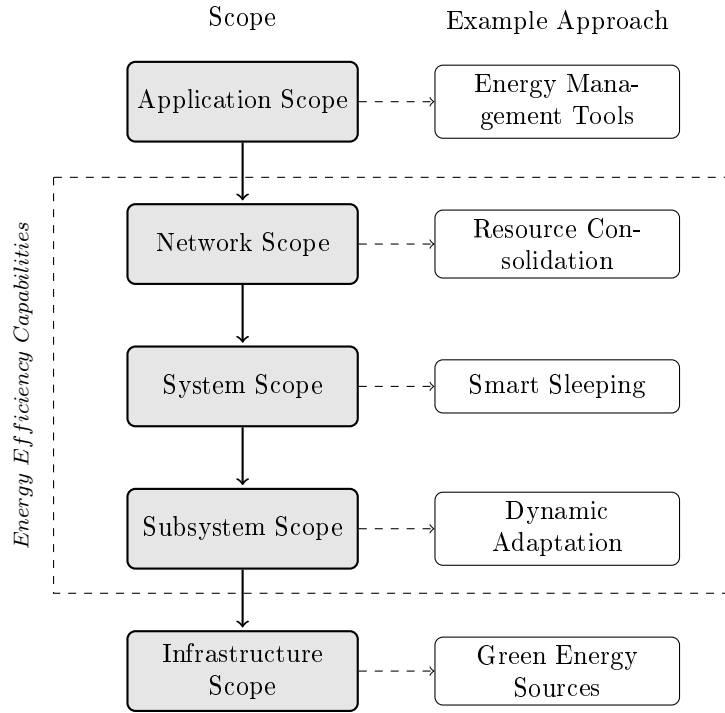 Scope
Example Approach
Application Scope
Energy Mana-
gement Tools
Network Scope
Resource Con-
solidation
Energy Efficiency Capabilities
System Scope
Smart Sleeping
Subsystem Scope
Dynamic
Adaptation
Infrastructure
Scope
Green Energy
Sources